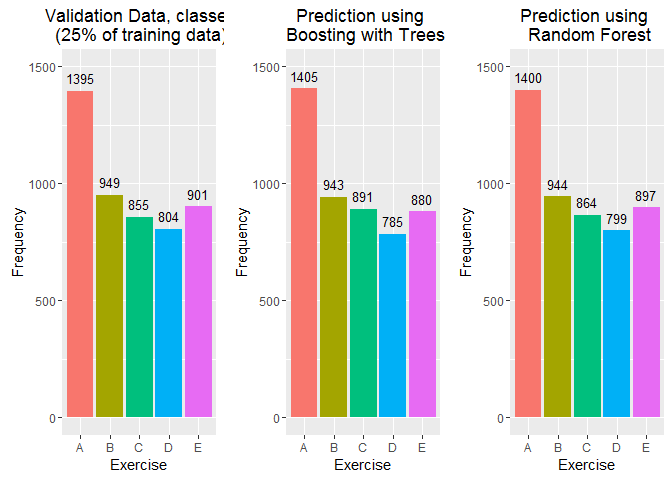 Validation Data, classe
(25% of training data)
1500
1000
500
0
Frequency
1395
949
855
804
901
A B C D E
Exercise
Prediction using
Boosting with Trees
1500
1000
500
0
Frequency
1405
943
891
785
880
A B C D E
Exercise
Prediction using
Random Forest
1500
1000
500
0
Frequency
1400
944
864
799
897
A B C D E
Exercise